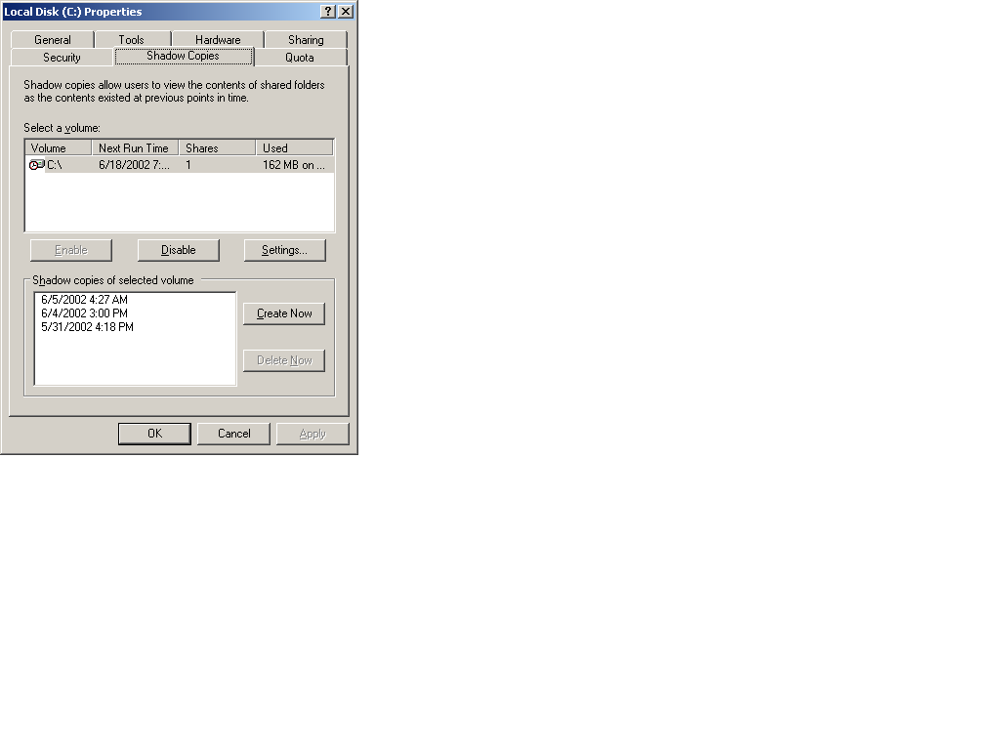 Local Disk (C:) Properties
General Tools Hardware Sharing
Security Shadow Copies Quota
Shadow copies allow users to view the contents of shared folders
as the contents existed at previous points in time.
Select a volume:
Volume Next Run Time Shares Used
C:\ 6/18/2002 7:... 1 162 MB on ...
Enable Disable Settings...
Shadow copies of selected volume
6/5/2002 4:27 AM
6/4/2002 3:00 PM
5/31/2002 4:18 PM
Create Now
Delete Now
OK Cancel Apply